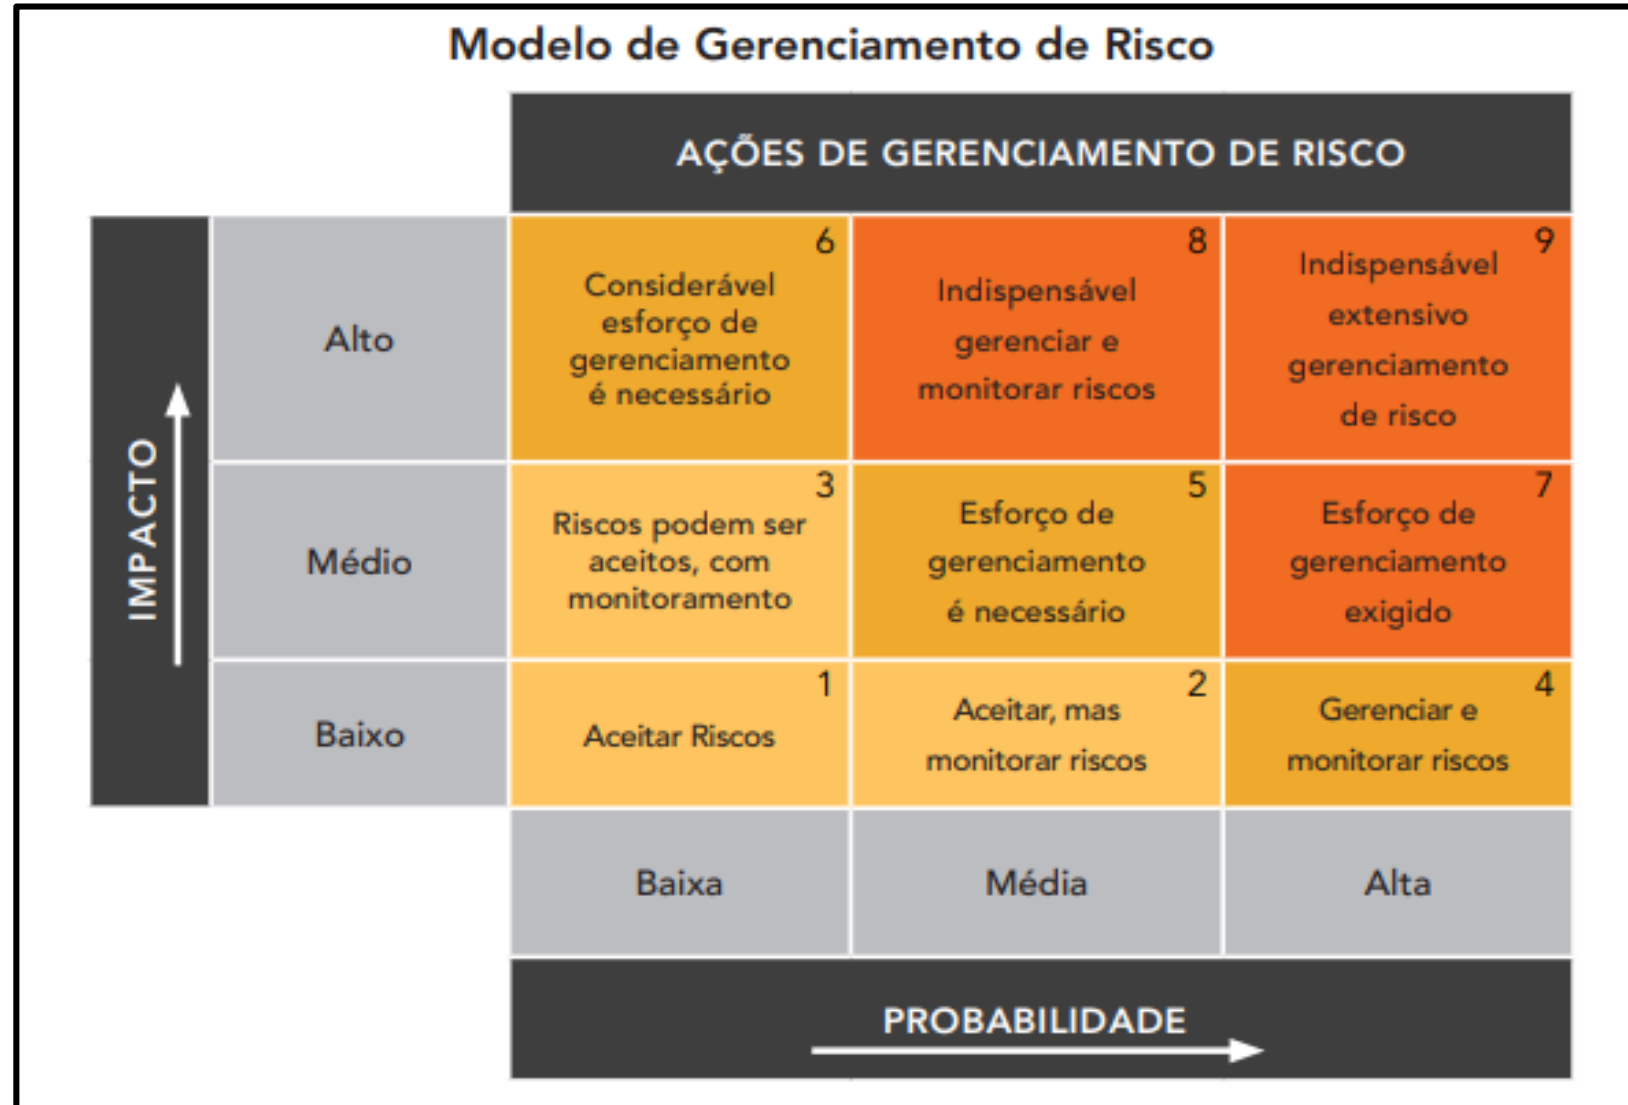 Modelo de Gerenciamento de Risco
AÇÕES DE GERENCIAMENTO DE RISCO
IMPACTO
Alto
6
Considerável
esforço de
gerenciamento
é necessário
8
Indispensável
gerenciar e
monitorar riscos
9
Indispensável
extensivo
gerenciamento
de risco
Médio
3
Riscos podem ser
aceitos, com
monitoramento
5
Esforço de
gerenciamento
é necessário
7
Esforço de
gerenciamento
exigido
Baixo
1
Aceitar Riscos
2
Aceitar, mas
monitorar riscos
4
Gerenciar e
monitorar riscos
Baixa
Média
Alta
PROBABILIDADE